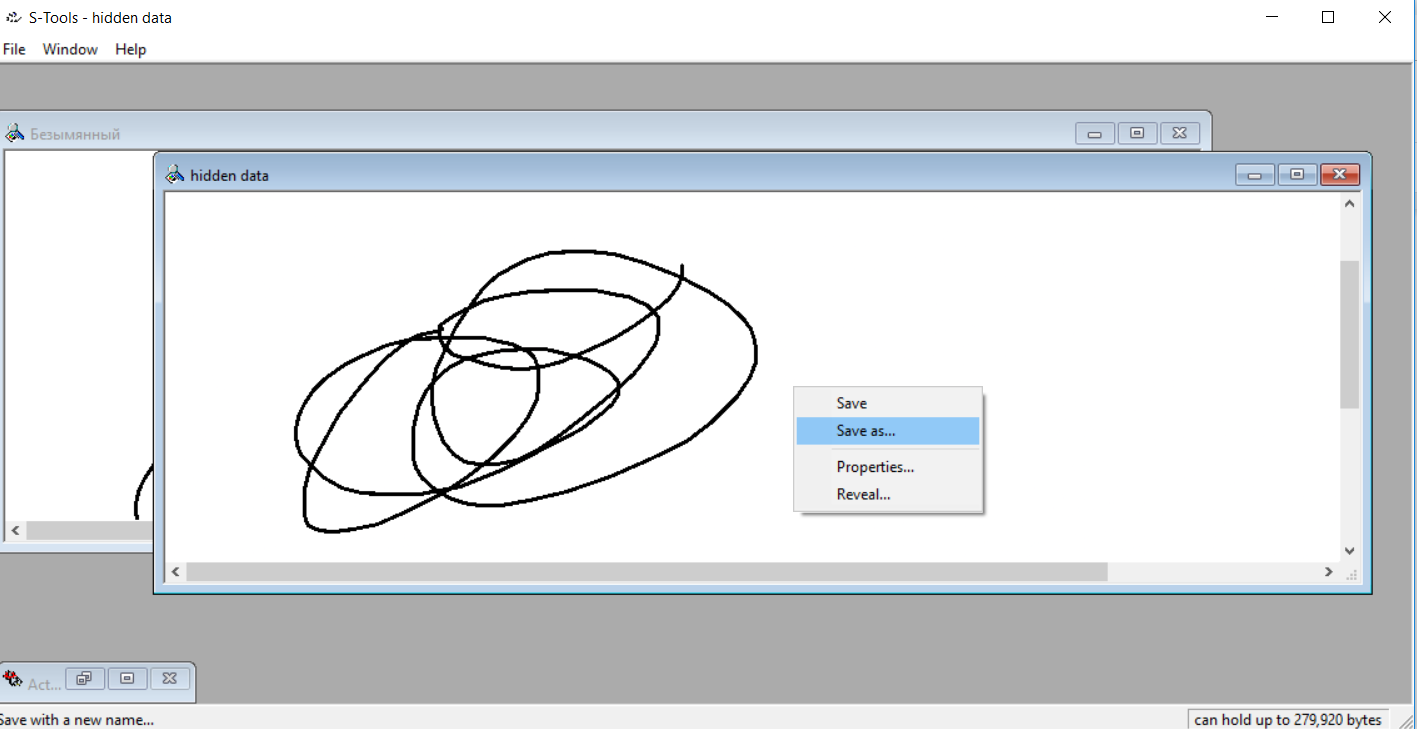 S-Tools - hidden data
File Window Help
Безымянный
hidden data
Save
Save as...
Properties...
Reveal...
Act...
Save with a new name...
can hold up to 279,920 bytes